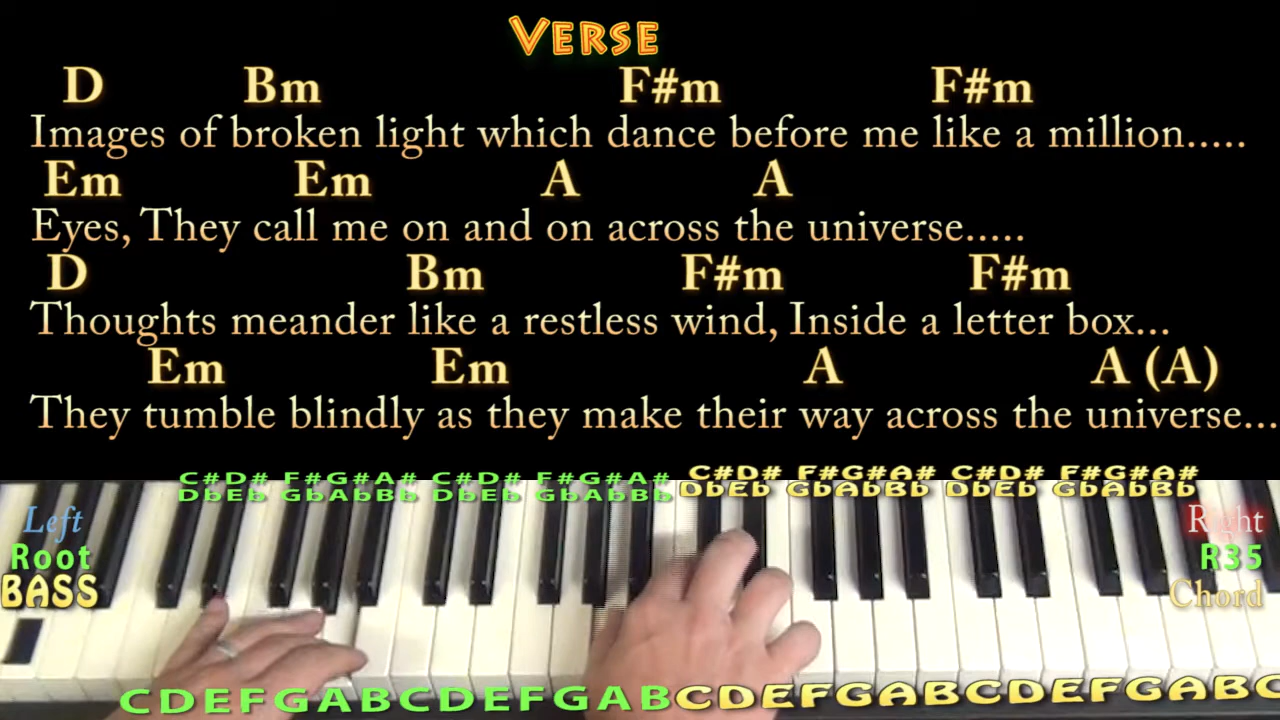 VERSE
D Bm F#m F#m
Images of broken light which dance before me like a million.....
Em Em A A
Eyes, They call me on and on across the universe.....
D Bm F#m F#m
Thoughts meander like a restless wind, Inside a letter box...
Em Em A A (A)
They tumble blindly as they make their way across the universe...
C#D# F#G#A# C#D# F#G#A# C#D# F#G#A# C#D# F#G#A#
DbEb GbAbBb DbEb GbAbBb DbEb GbAbBb DbEb GbAbBb
Left
Root
BASS
Right
R35
Chord
CDEFGABCDEFGABCDEFGABCDEFGABC